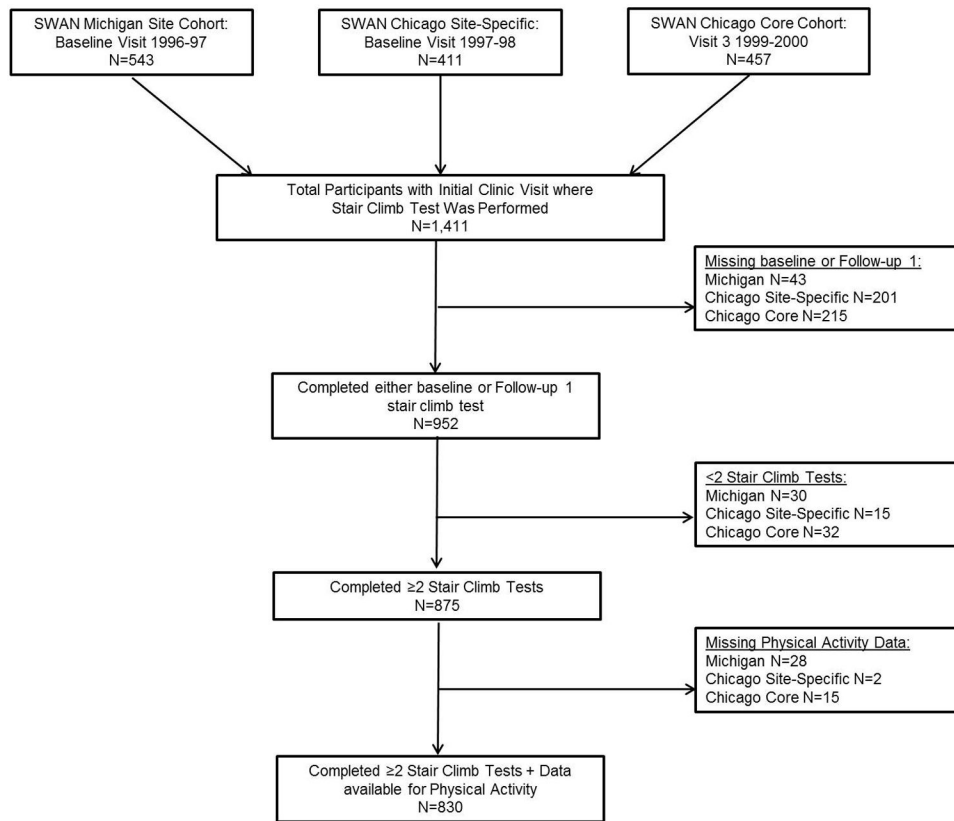 SWAN Michigan Site Cohort:
Baseline Visit 1996-97
N=543
SWAN Chicago Site-Specific:
Baseline Visit 1997-98
N=411
SWAN Chicago Core Cohort:
Visit 3 1999-2000
N=457
Total Participants with Initial Clinic Visit where
Stair Climb Test Was Performed
N=1,411
Missing baseline or Follow-up 1:
Michigan N=43
Chicago Site-Specific N=201
Chicago Core N=215
Completed either baseline or Follow-up 1
stair climb test
N=952
<2 Stair Climb Tests:
Michigan N=30
Chicago Site-Specific N=15
Chicago Core N=32
Completed ≥2 Stair Climb Tests
N=875
Missing Physical Activity Data:
Michigan N=28
Chicago Site-Specific N=2
Chicago Core N=15
Completed ≥2 Stair Climb Tests + Data
available for Physical Activity
N=830